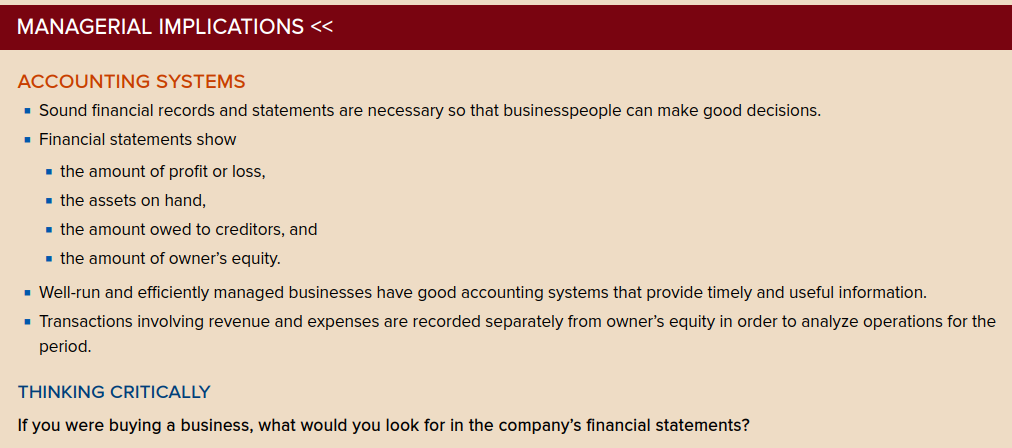 MANAGERIAL IMPLICATIONS <<
ACCOUNTING SYSTEMS
▪ Sound financial records and statements are necessary so that businesspeople can make good decisions.
▪ Financial statements show
▪ the amount of profit or loss,
▪ the assets on hand,
▪ the amount owed to creditors, and
▪ the amount of owner’s equity.
▪ Well-run and efficiently managed businesses have good accounting systems that provide timely and useful information.
▪ Transactions involving revenue and expenses are recorded separately from owner’s equity in order to analyze operations for the
period.
THINKING CRITICALLY
If you were buying a business, what would you look for in the company’s financial statements?